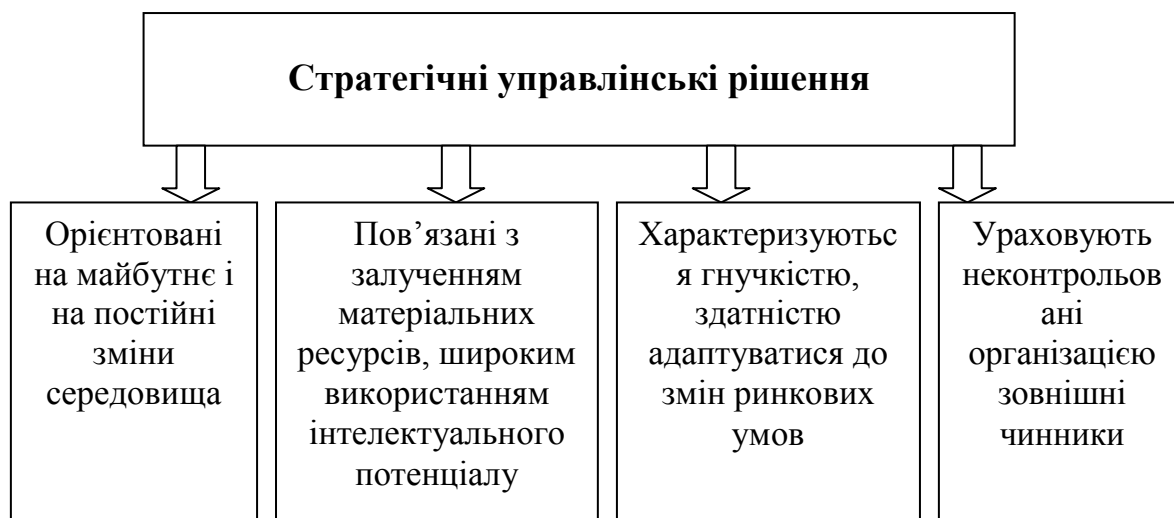 Стратегічні управлінські рішення
Орієнтовані
на майбутнє і
на постійні
зміни
середовища
Пов’язані з
залученням
матеріальних
ресурсів, широким
використанням
інтелектуального
потенціалу
Характеризуютьс
я гнучкістю,
здатністю
адаптуватися до
змін ринкових
умов
Ураховують
неконтрольов
ані
організацією
зовнішні
чинники